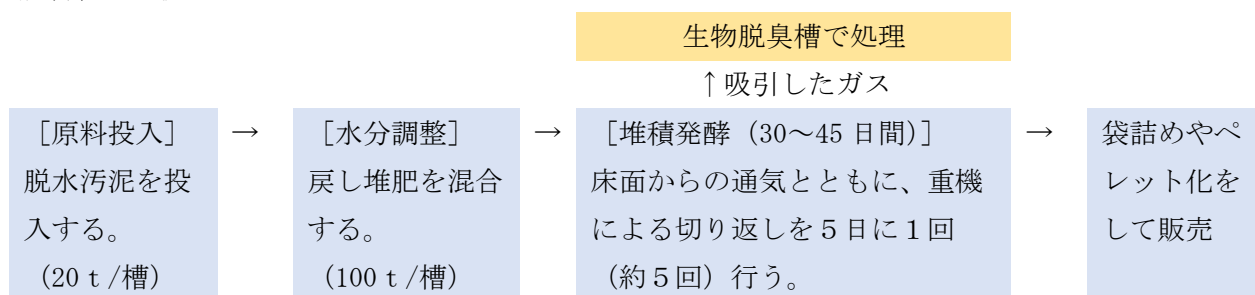 生物脱臭槽で処理
↑吸引したガス
［原料投入］
脱水汚泥を投
入する。
（20 t /槽）
→
［水分調整］
戻し堆肥を混合
する。
（100 t /槽）
→
［堆積発酵（30～45 日間）］
床面からの通気とともに、重機
による切り返しを５日に１回
（約５回）行う。
→
袋詰めやペ
レット化を
して販売